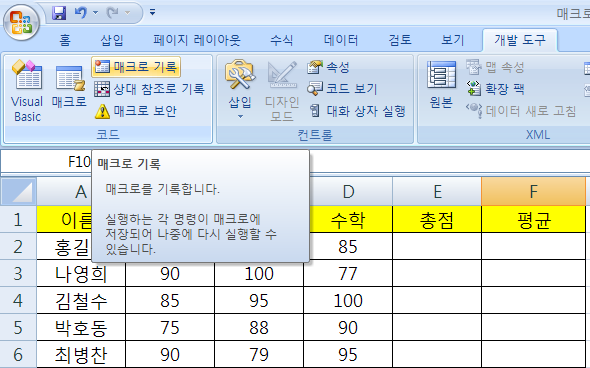 매크로
홈 삽입 페이지 레이아웃 수식 데이터 검토 보기 개발 도구
Visual Basic
매크로
매크로 기록
상대 참조로 기록
매크로 보안
코드
삽입
디자인 모드
속성
코드 보기
대화 상자 실행
컨트롤
원본
맵 속성
확장 팩
데이터 새로 고침
XML
F10
매크로 기록
매크로를 기록합니다.
실행하는 각 명령이 매크로에
저장되어 나중에 다시 실행할 수
있습니다.
A D E F
1 이름 수학 총점 평균
2 홍길 85
3 나영희 90 100 77
4 김철수 85 95 100
5 박호동 75 88 90
6 최병찬 90 79 95